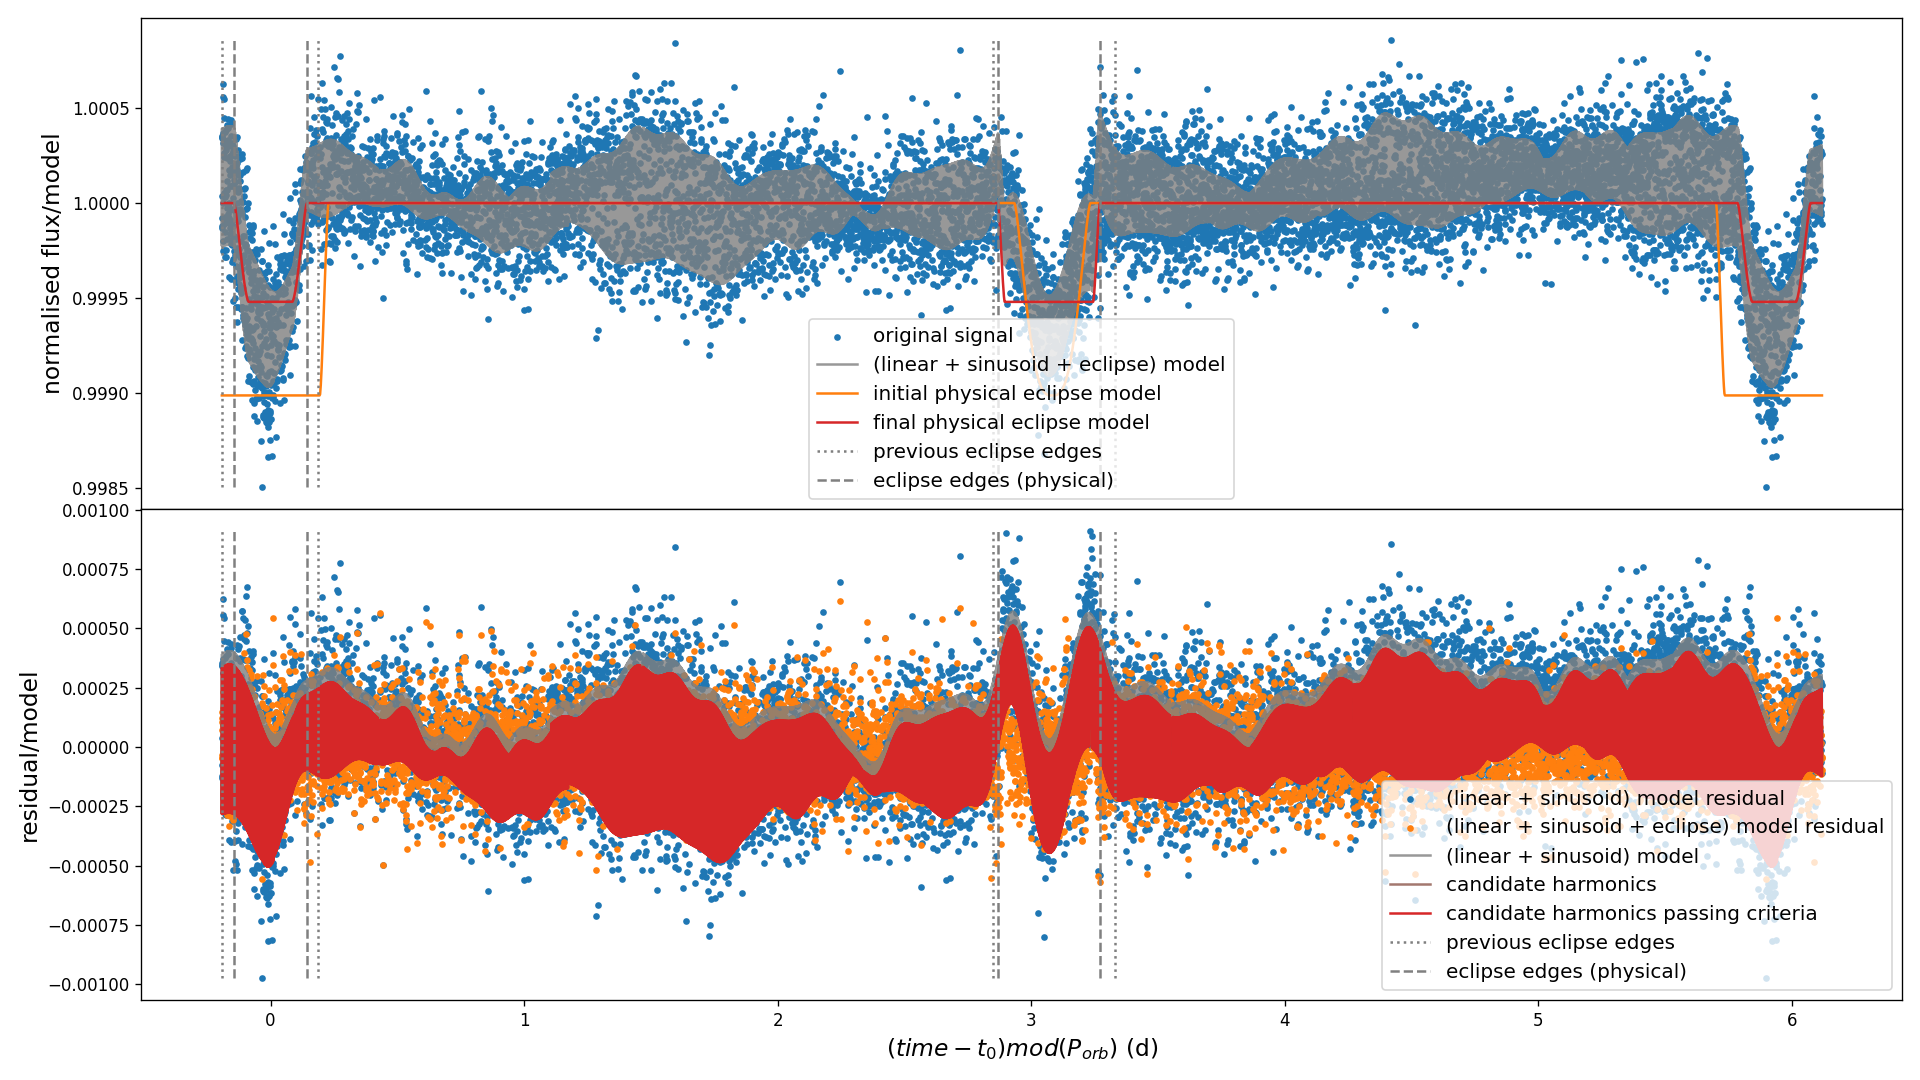 normalised flux/model
1.0005
1.0000
0.9995
0.9990
0.9985
original signal
(linear + sinusoid + eclipse) model
initial physical eclipse model
final physical eclipse model
previous eclipse edges
eclipse edges (physical)
residual/model
0.00100
0.00075
0.00050
0.00025
0.00000
−0.00025
−0.00050
−0.00075
−0.00100
(linear + sinusoid) model residual
(linear + sinusoid + eclipse) model residual
(linear + sinusoid) model
candidate harmonics
candidate harmonics passing criteria
previous eclipse edges
eclipse edges (physical)
0 1 2 3 4 5 6
(time − t₀)mod(Pₒᵣb) (d)